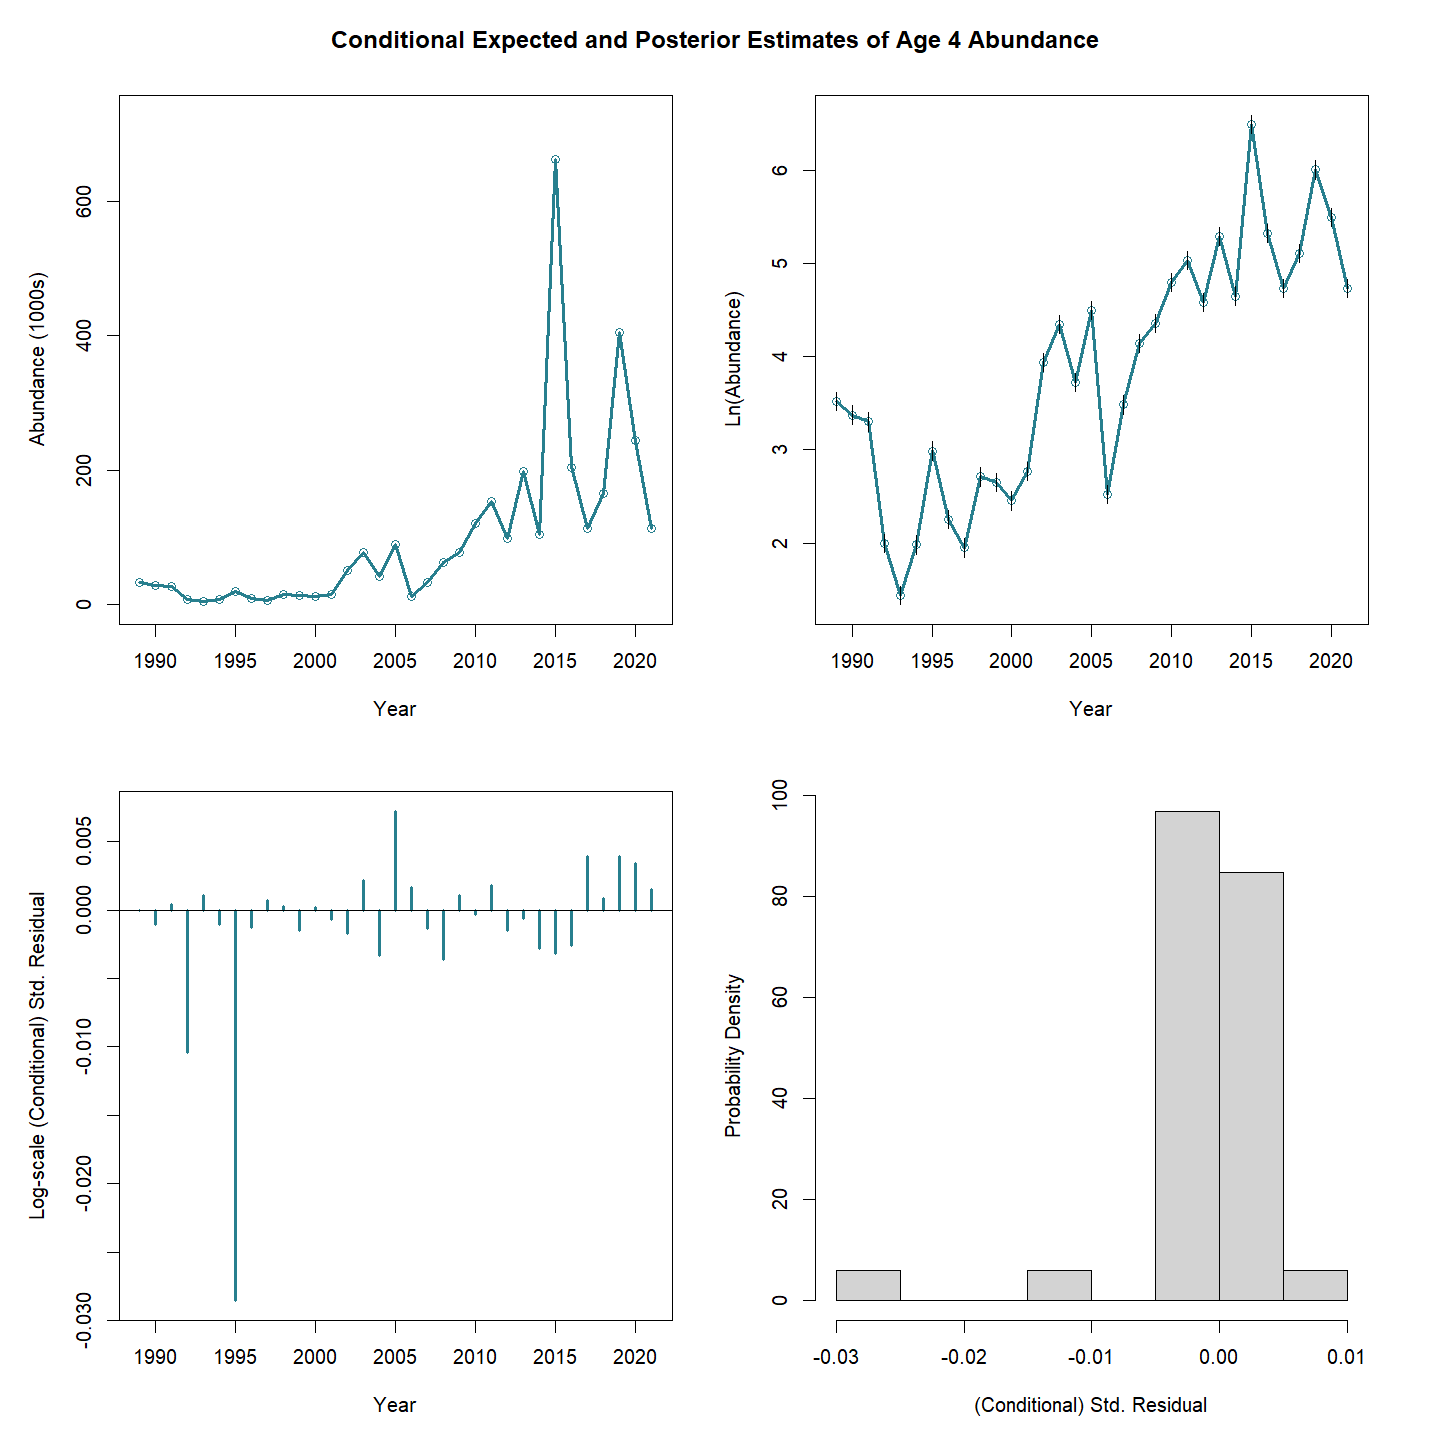 Conditional Expected and Posterior Estimates of Age 4 Abundance
Abundance (1000s)
600
400
200
0
1990 1995 2000 2005 2010 2015 2020
Year
Ln(Abundance)
6
5
4
3
2
1990 1995 2000 2005 2010 2015 2020
Year
Log-scale (Conditional) Std. Residual
0.005
0.000
-0.010
-0.020
-0.030
1990 1995 2000 2005 2010 2015 2020
Year
Probability Density
100
80
60
40
20
0
-0.03 -0.02 -0.01 0.00 0.01
(Conditional) Std. Residual